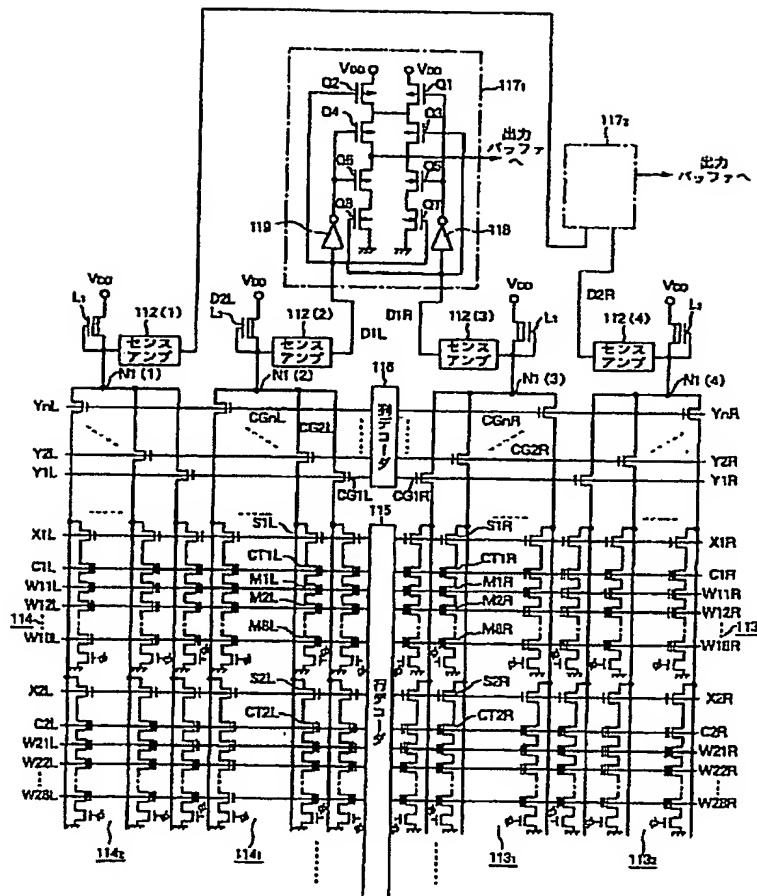 VDD VDD
Q2 Q1
117₁
Q4 Q3
出力
バッファ
へ
117₂
Q6 Q5
出力
バッファへ
Q8 Q7
119 118
VDD VDD VDD VDD
D2L D1L D1R D2R
112(1) 112(2) 112(3) 112(4)
センス
アンプ
センス
アンプ
センス
アンプ
センス
アンプ
N1(1) N1(2) N1(3) N1(4)
116
列デコーダ
YnL CGnL CGnR YnR
CG2L CG2R
Y2L Y2R
Y1L CG1L CG1R Y1R
115
行デコーダ
X1L S1L S1R X1R
C1L CT1L CT1R C1R
W11L M1L M1R W11R
W12L M2L M2R W12R
114 113
W18L M8L M8R W18R
X2L S2L S2R X2R
C2L CT2L CT2R C2R
W21L W21R
W22L W22R
W28L W28R
114₂ 114₁ 113₁ 113₂